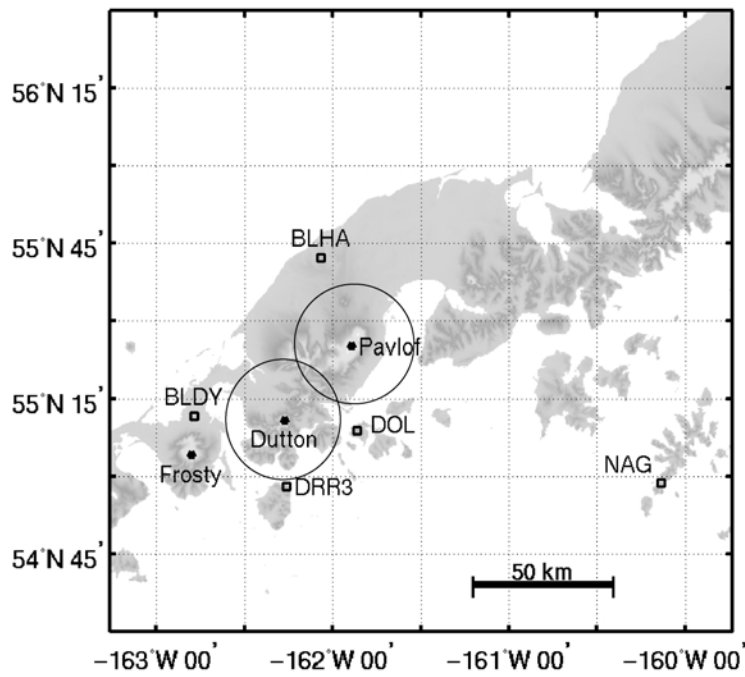 56°N 15'
BLHA
55°N 45'
Pavlof
55°N 15'
BLDY
DOL
Dutton
Frosty
NAG
DRR3
54°N 45'
50 km
−163°W 00'
−162°W 00'
−161°W 00'
−160°W 00'